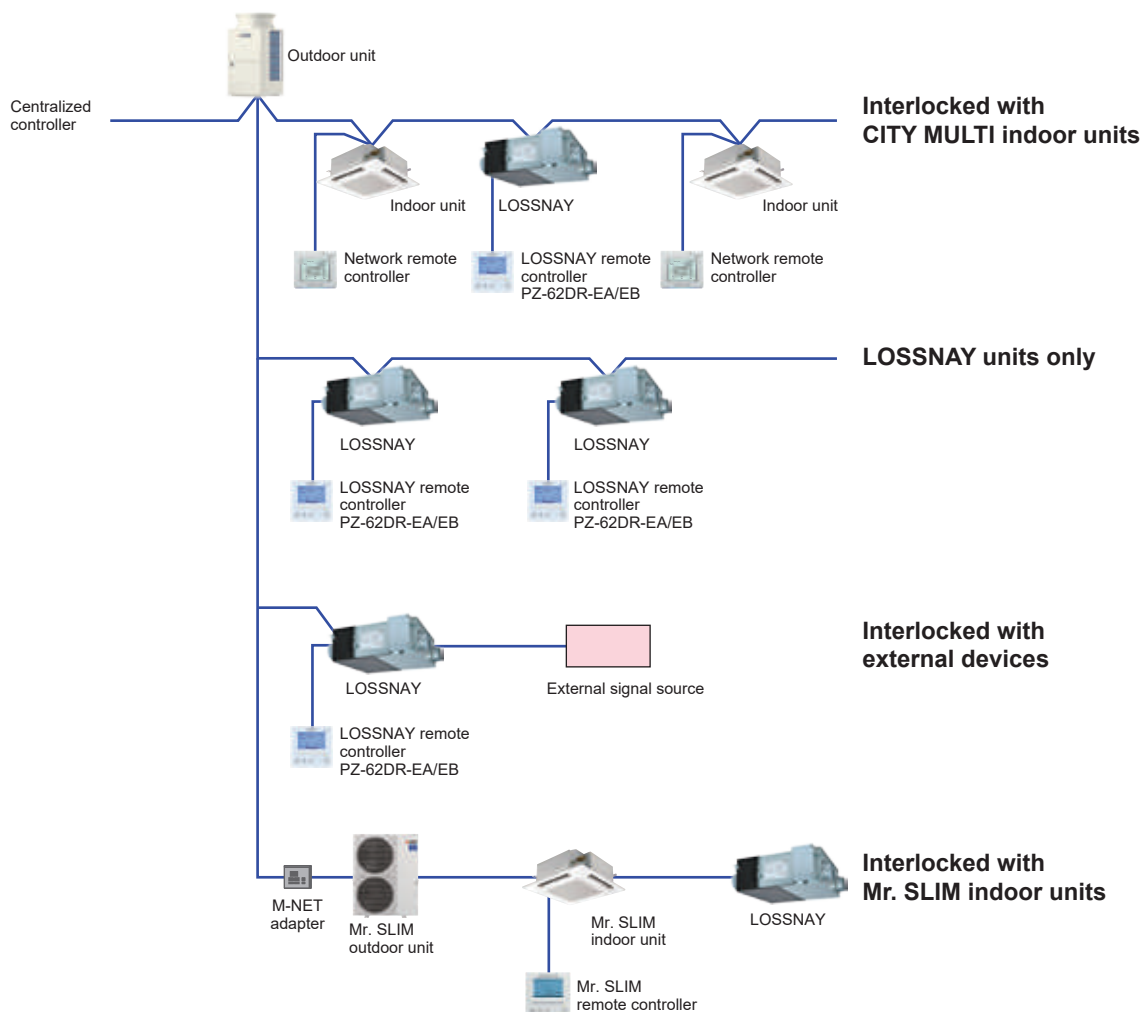 Outdoor unit
Centralized
controller
Interlocked with
CITY MULTI indoor units
Indoor unit
LOSSNAY
Indoor unit
Network remote
controller
LOSSNAY remote
controller
PZ-62DR-EA/EB
Network remote
controller
LOSSNAY units only
LOSSNAY
LOSSNAY
LOSSNAY remote
controller
PZ-62DR-EA/EB
LOSSNAY remote
controller
PZ-62DR-EA/EB
Interlocked with
external devices
LOSSNAY
External signal source
LOSSNAY remote
controller
PZ-62DR-EA/EB
Interlocked with
Mr. SLIM indoor units
M-NET
adapter
Mr. SLIM
outdoor unit
Mr. SLIM
indoor unit
LOSSNAY
Mr. SLIM
remote controller